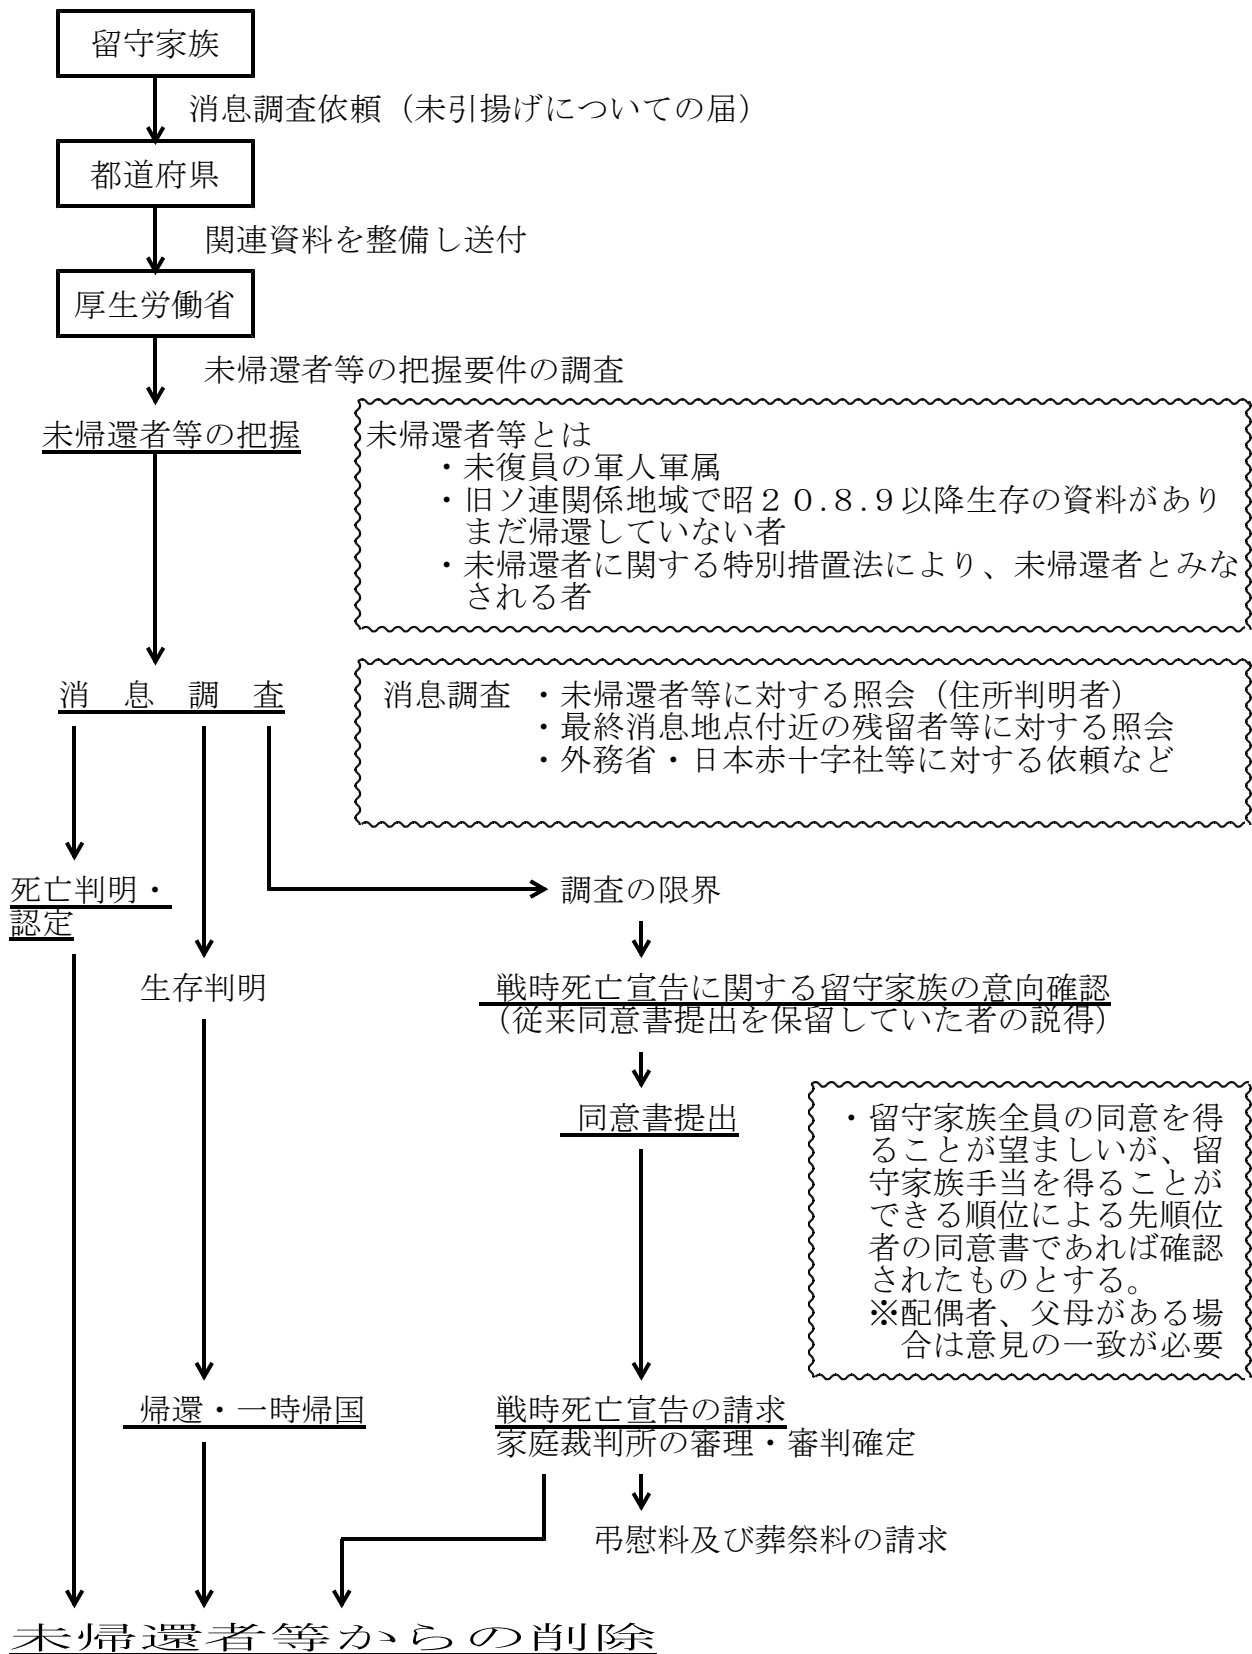 留守家族
消息調査依頼（未引揚げについての届）
都道府県
関連資料を整備し送付
厚生労働省
未帰還者等の把握要件の調査
未帰還者等の把握
未帰還者等とは
・未復員の軍人軍属
・旧ソ連関係地域で昭２０.８.９以降生存の資料があり
まだ帰還していない者
・未帰還者に関する特別措置法により、未帰還者とみな
される者
消　息　調　査
消息調査 ・未帰還者等に対する照会（住所判明者）
・最終消息地点付近の残留者等に対する照会
・外務省・日本赤十字社等に対する依頼など
死亡判明・
認定
調査の限界
生存判明
戦時死亡宣告に関する留守家族の意向確認
（従来同意書提出を保留していた者の説得）
同意書提出
・留守家族全員の同意を得
ることが望ましいが、留
守家族手当を得ることが
できる順位による先順位
者の同意書であれば確認
されたものとする。
※配偶者、父母がある場
合は意見の一致が必要
帰還・一時帰国
戦時死亡宣告の請求
家庭裁判所の審理・審判確定
弔慰料及び葬祭料の請求
未帰還者等からの削除